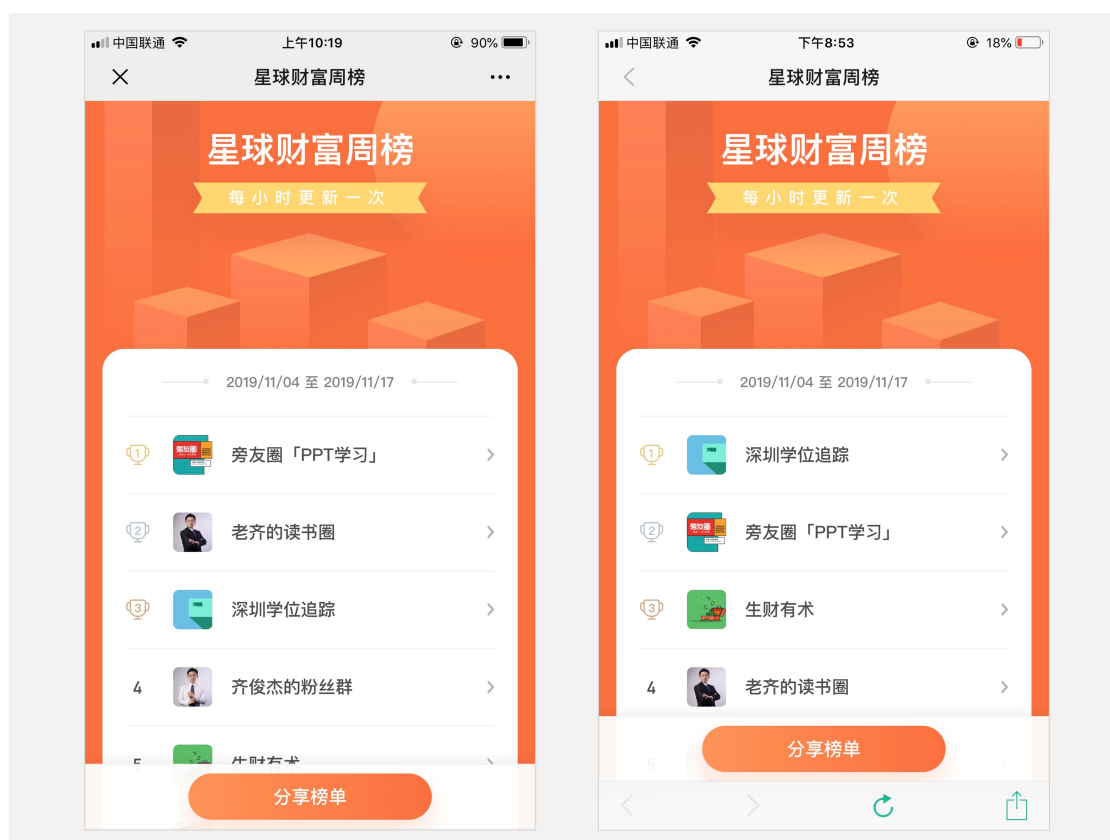 中国联通
上午10:19
90%
星球财富周榜
星球财富周榜
每小时更新一次
2019/11/04 至 2019/11/17
1
旁友圈「PPT学习」
2
老齐的读书圈
3
深圳学位追踪
4
齐俊杰的粉丝群
5
生财有术
分享榜单
中国联通
下午8:53
18%
星球财富周榜
星球财富周榜
每小时更新一次
2019/11/04 至 2019/11/17
1
深圳学位追踪
2
旁友圈「PPT学习」
3
生财有术
4
老齐的读书圈
5
分享榜单